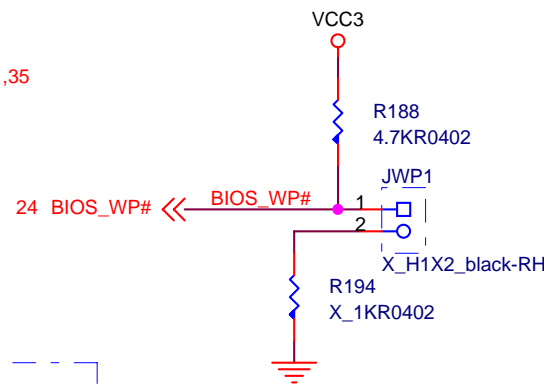 VCC3
,35
R188
4.7KR0402
JWP1
24 BIOS_WP#
BIOS_WP#
1
2
X_H1X2_black-RH
R194
X_1KR0402